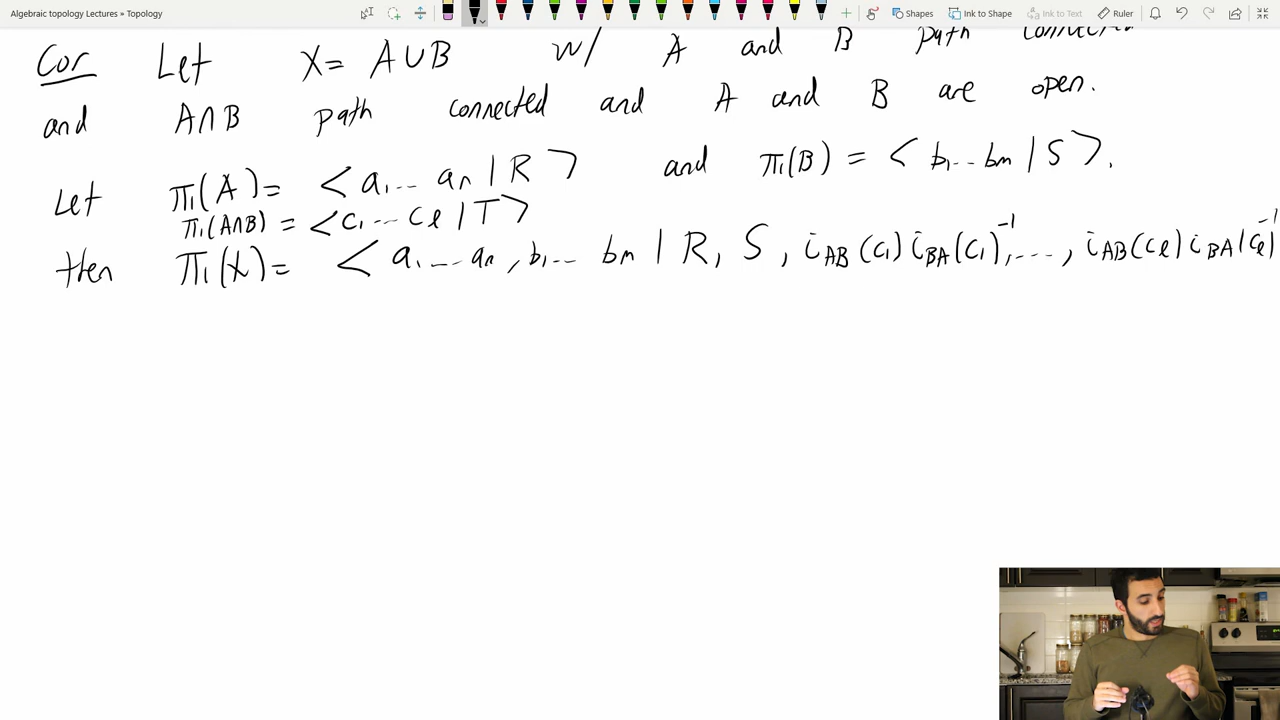 Algebraic topology Lectures » Topology
Shapes
Ink to Shape
Ink to Text
Ruler
Cor Let X = A∪B w/ A and B path connected
and A∩B path connected and A and B are open.
Let π₁(A) = < a₁... aₙ | R > and π₁(B) = < b₁... bₘ | S >.
π₁(A∩B) = < c₁ ... cℓ | T >
then π₁(X) = < a₁... aₙ, b₁... bₘ | R, S, i_AB(c₁) i_BA(c₁)⁻¹, ..., i_AB(cℓ) i_BA(cℓ)⁻¹